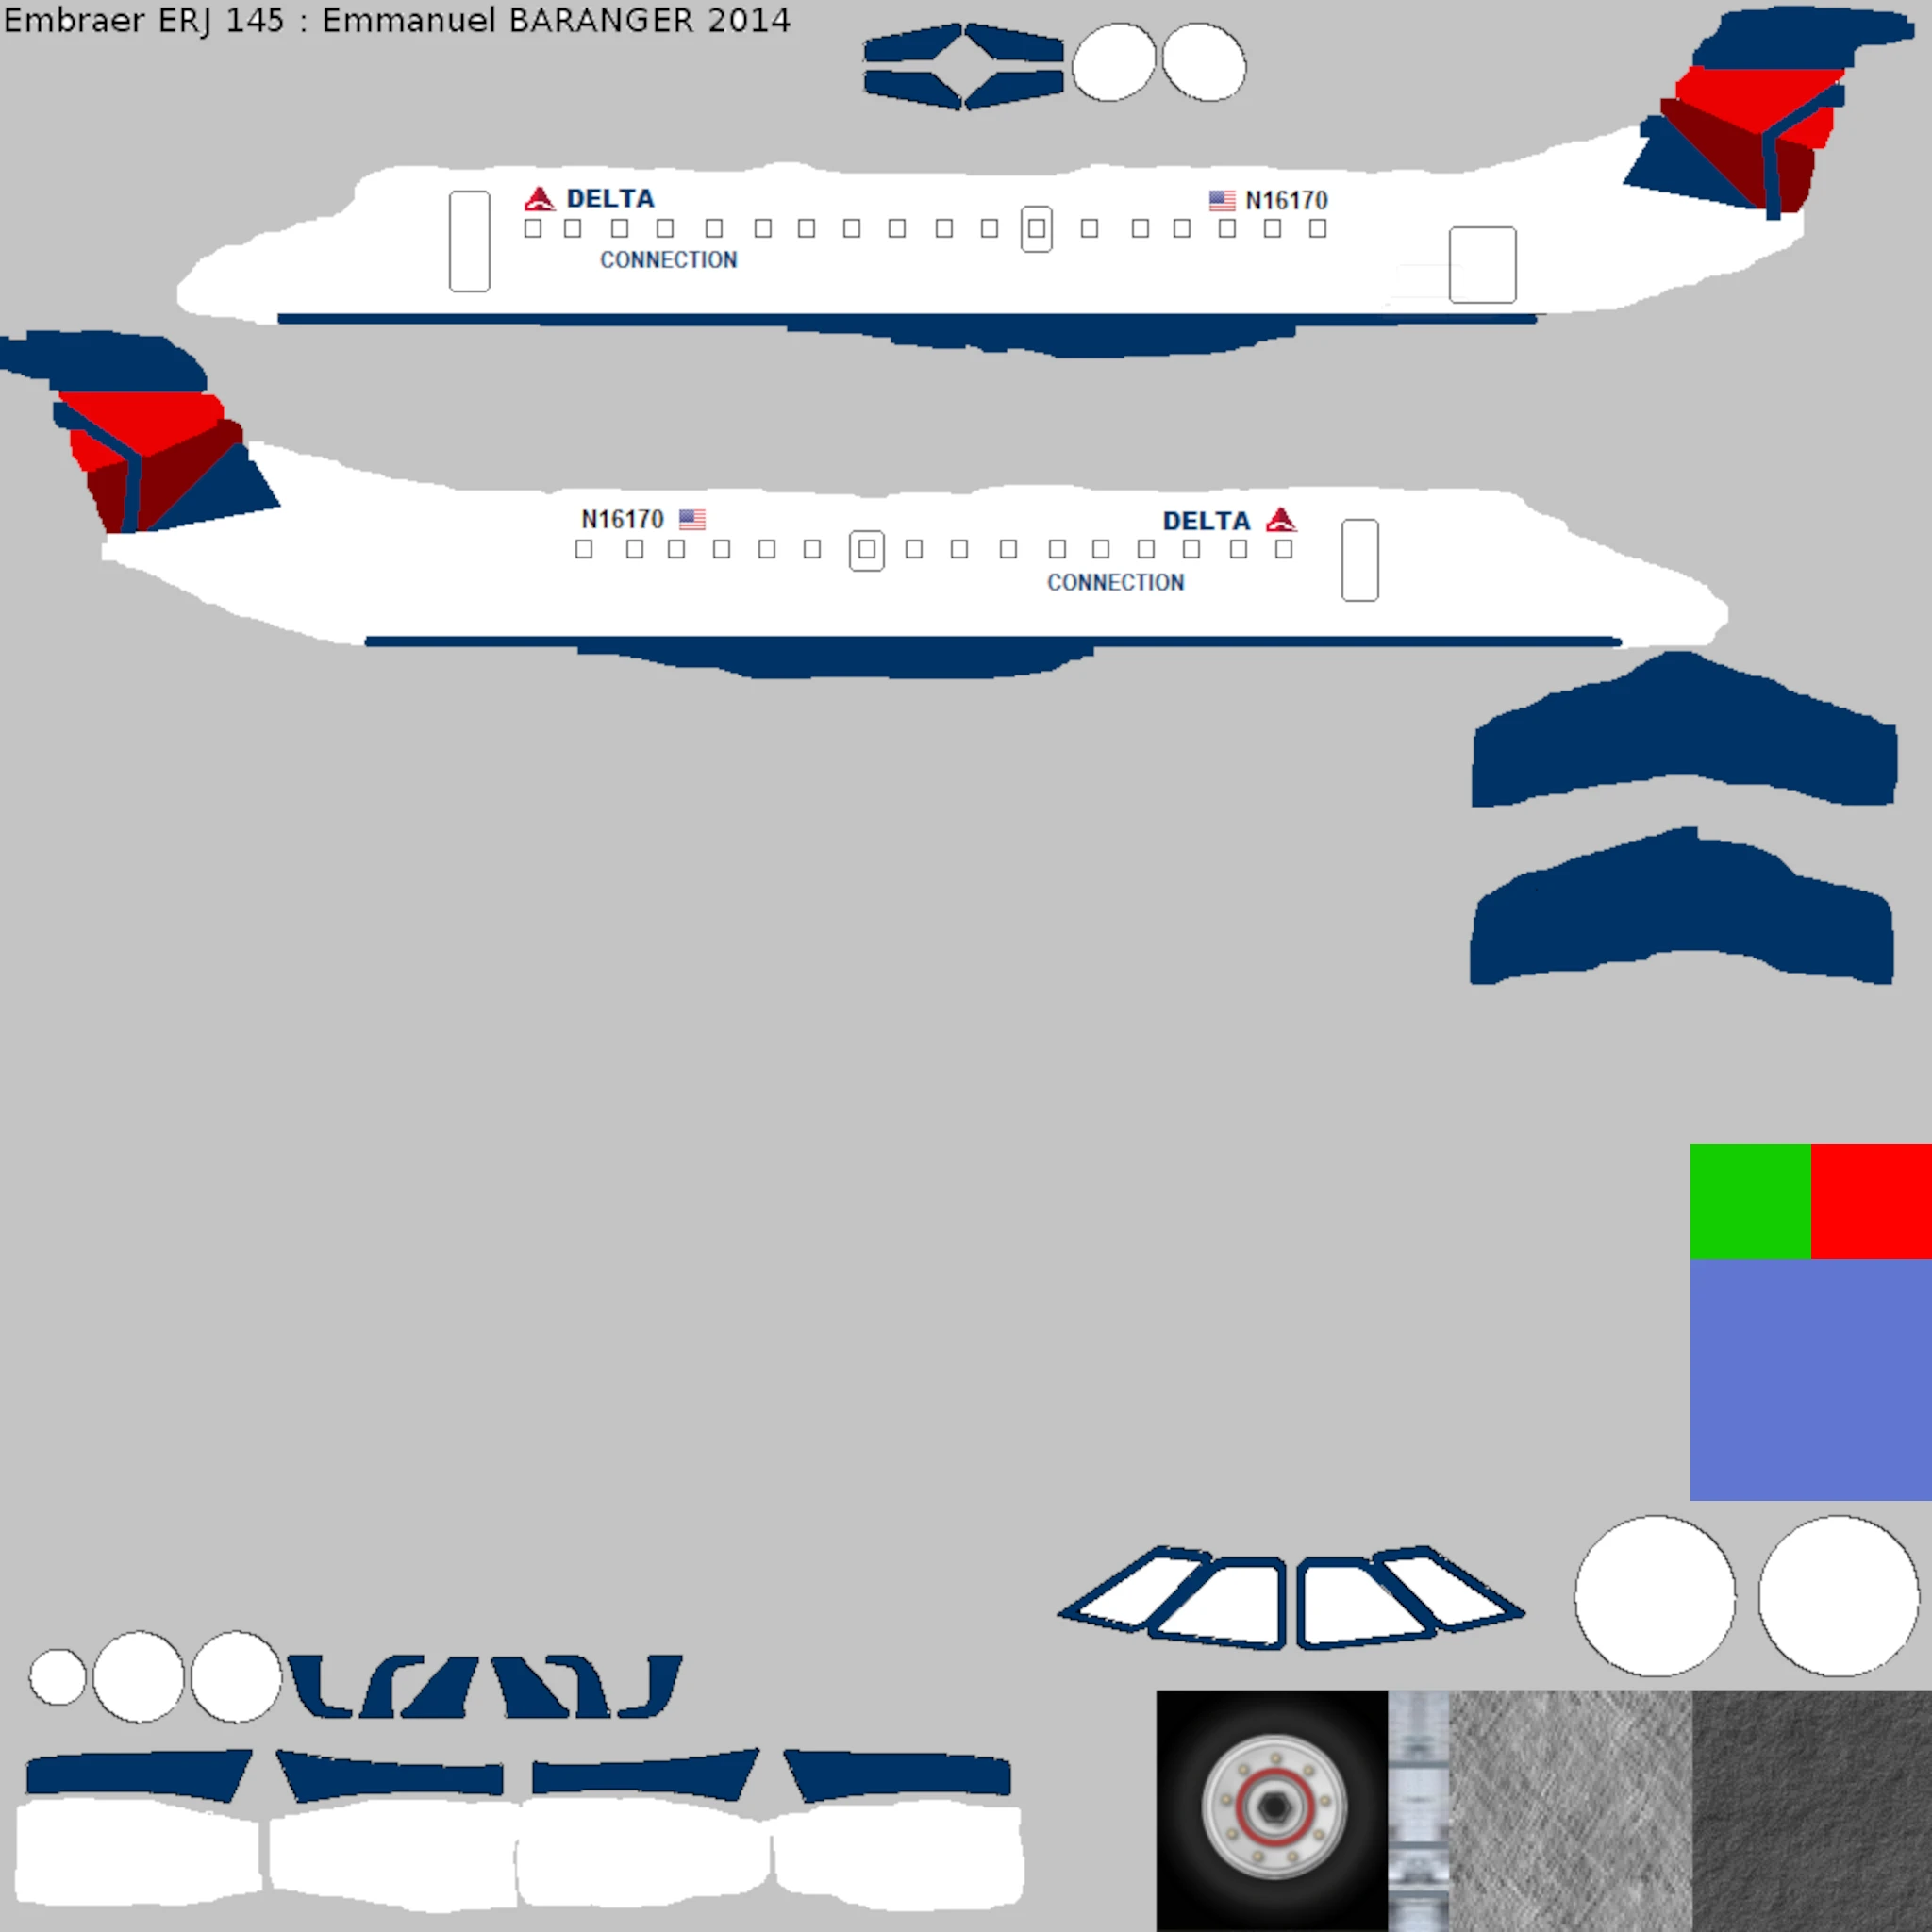 Embraer ERJ 145 : Emmanuel BARANGER 2014
DELTA
N16170
CONNECTION
N16170
DELTA
CONNECTION